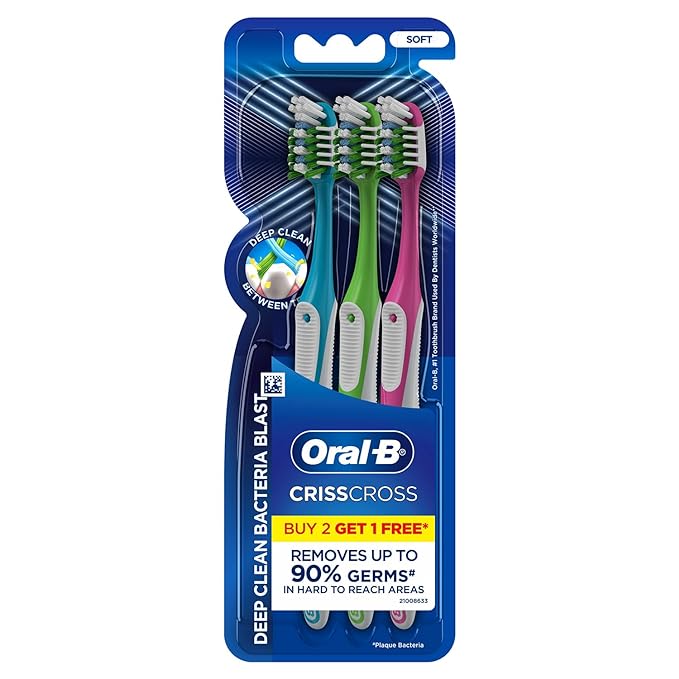 SOFT
DEEP CLEAN
BETWEEN T
Oral-B, #1 Toothbrush Brand Used By Dentists Worldwide
DEEP CLEAN BACTERIA BLAST
Oral-B®
CRISSCROSS
BUY 2 GET 1 FREE*
REMOVES UP TO
90% GERMS#
IN HARD TO REACH AREAS
21008633
#Plaque Bacteria